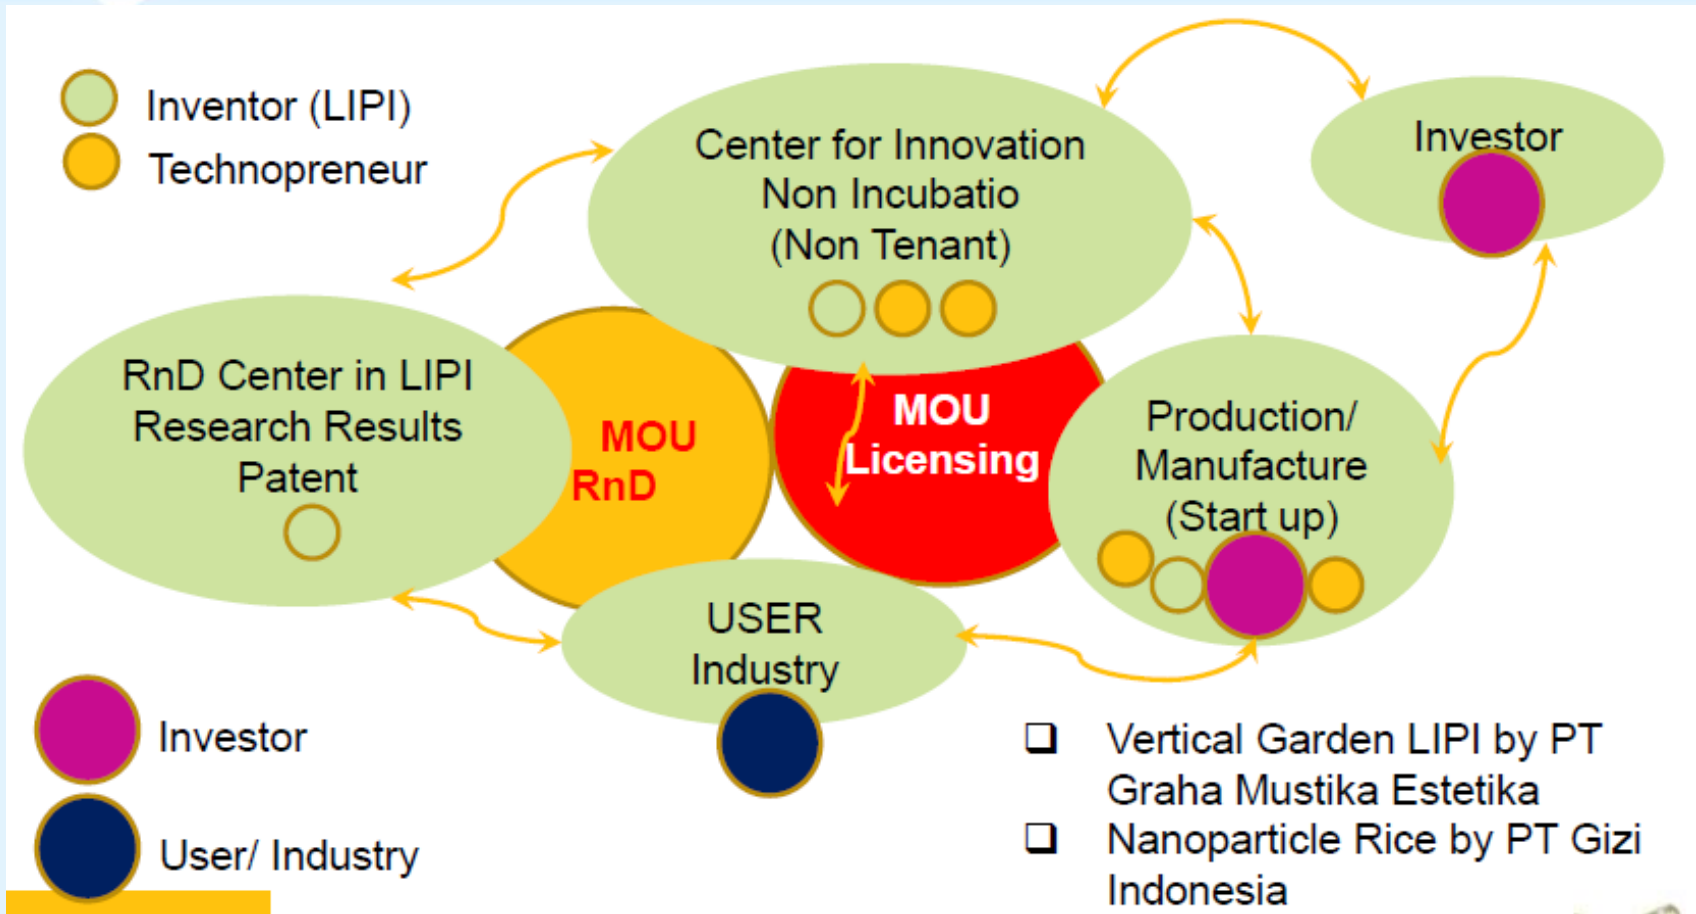 Inventor (LIPI)
Technopreneur
Center for Innovation
Non Incubatio
(Non Tenant)
Investor
RnD Center in LIPI
Research Results
Patent
MOU
RnD
MOU
Licensing
Production/
Manufacture
(Start up)
USER
Industry
Investor
User/ Industry
❑ Vertical Garden LIPI by PT
Graha Mustika Estetika
❑ Nanoparticle Rice by PT Gizi
Indonesia